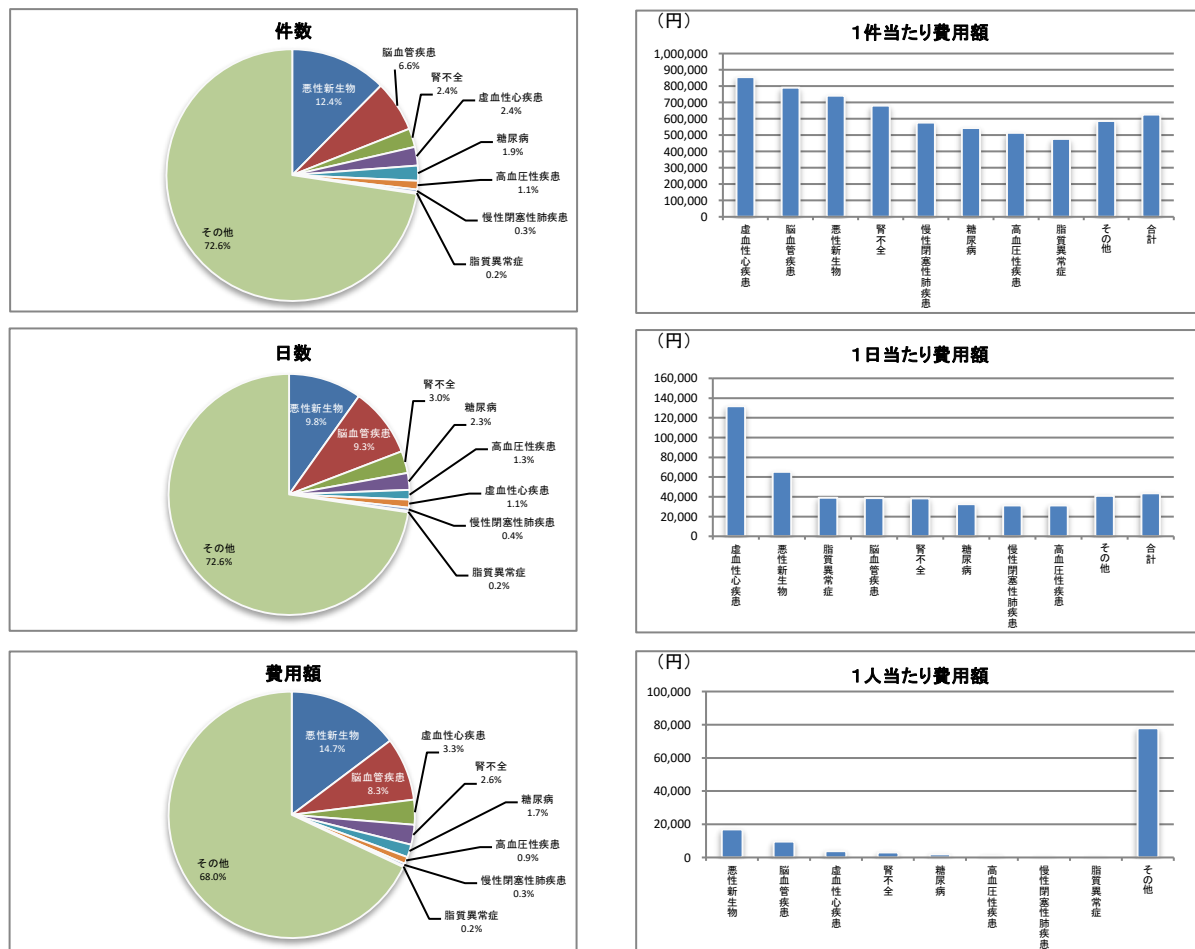 件数
悪性新生物
12.4%
脳血管疾患
6.6%
腎不全
2.4%
虚血性心疾患
2.4%
糖尿病
1.9%
高血圧性疾患
1.1%
慢性閉塞性肺疾患
0.3%
脂質異常症
0.2%
その他
72.6%
（円）
1件当たり費用額
1,000,000
900,000
800,000
700,000
600,000
500,000
400,000
300,000
200,000
100,000
0
虚血性心疾患
脳血管疾患
悪性新生物
腎不全
慢性閉塞性肺疾患
糖尿病
高血圧性疾患
脂質異常症
その他
合計
日数
悪性新生物
9.8%
脳血管疾患
9.3%
腎不全
3.0%
糖尿病
2.3%
高血圧性疾患
1.3%
虚血性心疾患
1.1%
慢性閉塞性肺疾患
0.4%
脂質異常症
0.2%
その他
72.6%
（円）
1日当たり費用額
160,000
140,000
120,000
100,000
80,000
60,000
40,000
20,000
0
虚血性心疾患
悪性新生物
脂質異常症
脳血管疾患
腎不全
糖尿病
慢性閉塞性肺疾患
高血圧性疾患
その他
合計
費用額
悪性新生物
14.7%
脳血管疾患
8.3%
虚血性心疾患
3.3%
腎不全
2.6%
糖尿病
1.7%
高血圧性疾患
0.9%
慢性閉塞性肺疾患
0.3%
脂質異常症
0.2%
その他
68.0%
（円）
1人当たり費用額
100,000
80,000
60,000
40,000
20,000
0
悪性新生物
脳血管疾患
虚血性心疾患
腎不全
糖尿病
高血圧性疾患
慢性閉塞性肺疾患
脂質異常症
その他